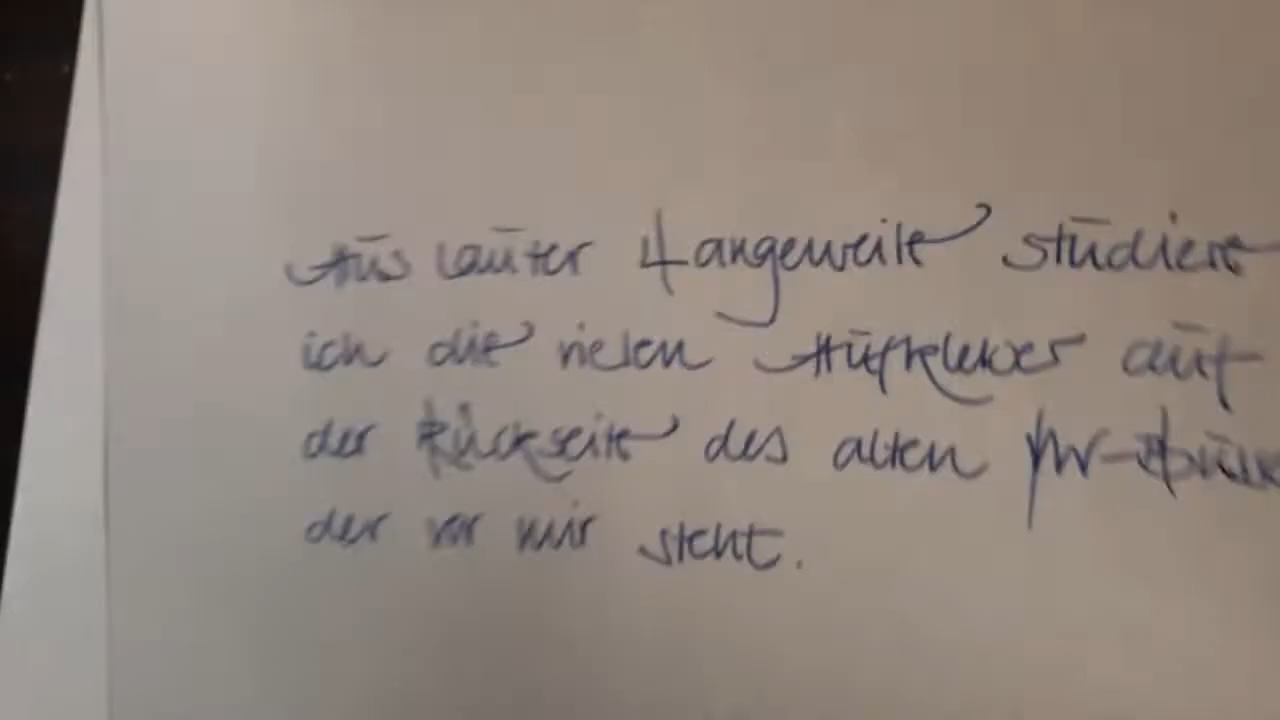 Aus lauter Langeweile studiere
ich die vielen Aufkleber auf
der Rückseite des alten
der vor mir steht.